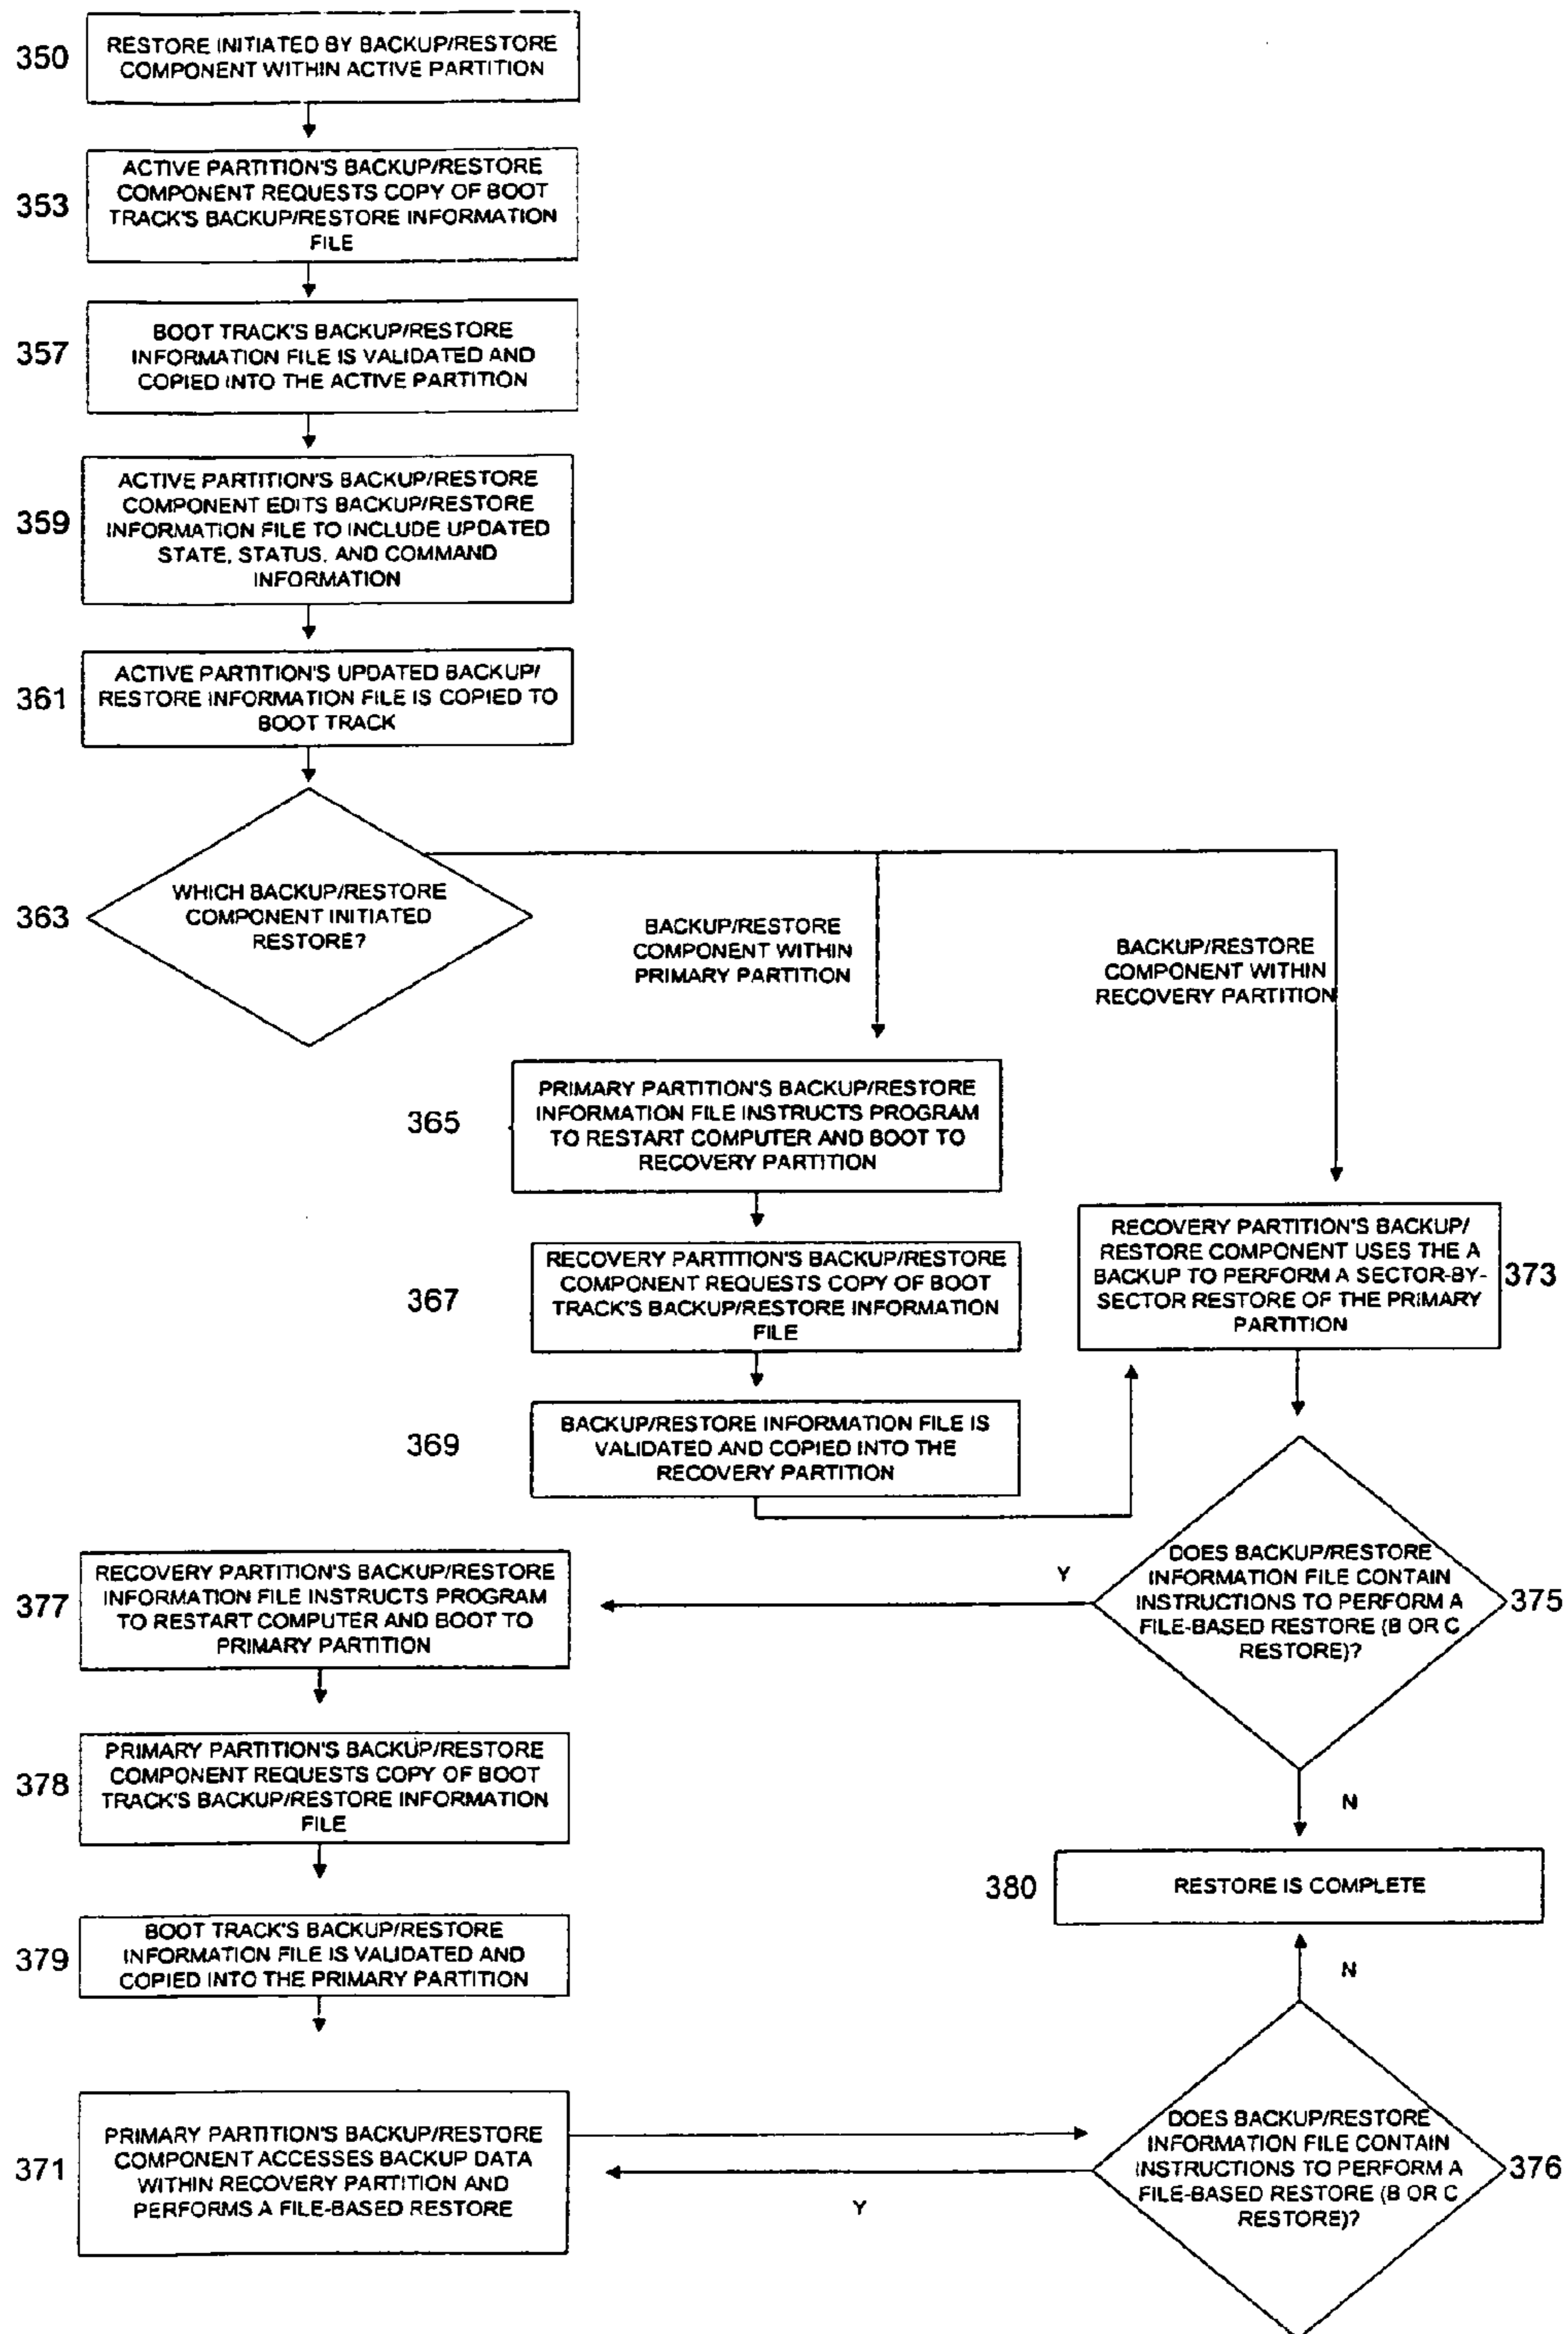 350
RESTORE INITIATED BY BACKUP/RESTORE
COMPONENT WITHIN ACTIVE PARTITION
353
ACTIVE PARTITION'S BACKUP/RESTORE
COMPONENT REQUESTS COPY OF BOOT
TRACK'S BACKUP/RESTORE INFORMATION
FILE
357
BOOT TRACK'S BACKUP/RESTORE
INFORMATION FILE IS VALIDATED AND
COPIED INTO THE ACTIVE PARTITION
359
ACTIVE PARTITION'S BACKUP/RESTORE
COMPONENT EDITS BACKUP/RESTORE
INFORMATION FILE TO INCLUDE UPDATED
STATE, STATUS, AND COMMAND
INFORMATION
361
ACTIVE PARTITION'S UPDATED BACKUP/
RESTORE INFORMATION FILE IS COPIED TO
BOOT TRACK
363
WHICH BACKUP/RESTORE
COMPONENT INITIATED
RESTORE?
BACKUP/RESTORE
COMPONENT WITHIN
PRIMARY PARTITION
BACKUP/RESTORE
COMPONENT WITHIN
RECOVERY PARTITION
365
PRIMARY PARTITION'S BACKUP/RESTORE
INFORMATION FILE INSTRUCTS PROGRAM
TO RESTART COMPUTER AND BOOT TO
RECOVERY PARTITION
367
RECOVERY PARTITION'S BACKUP/RESTORE
COMPONENT REQUESTS COPY OF BOOT
TRACK'S BACKUP/RESTORE INFORMATION
FILE
369
BACKUP/RESTORE INFORMATION FILE IS
VALIDATED AND COPIED INTO THE
RECOVERY PARTITION
RECOVERY PARTITION'S BACKUP/
RESTORE COMPONENT USES THE A
BACKUP TO PERFORM A SECTOR-BY-
SECTOR RESTORE OF THE PRIMARY
PARTITION
373
DOES BACKUP/RESTORE
INFORMATION FILE CONTAIN
INSTRUCTIONS TO PERFORM A
FILE-BASED RESTORE (B OR C
RESTORE)?
375
Y
N
377
RECOVERY PARTITION'S BACKUP/RESTORE
INFORMATION FILE INSTRUCTS PROGRAM
TO RESTART COMPUTER AND BOOT TO
PRIMARY PARTITION
378
PRIMARY PARTITION'S BACKUP/RESTORE
COMPONENT REQUESTS COPY OF BOOT
TRACK'S BACKUP/RESTORE INFORMATION
FILE
379
BOOT TRACK'S BACKUP/RESTORE
INFORMATION FILE IS VALIDATED AND
COPIED INTO THE PRIMARY PARTITION
380
RESTORE IS COMPLETE
N
371
PRIMARY PARTITION'S BACKUP/RESTORE
COMPONENT ACCESSES BACKUP DATA
WITHIN RECOVERY PARTITION AND
PERFORMS A FILE-BASED RESTORE
Y
DOES BACKUP/RESTORE
INFORMATION FILE CONTAIN
INSTRUCTIONS TO PERFORM A
FILE-BASED RESTORE (B OR C
RESTORE)?
376